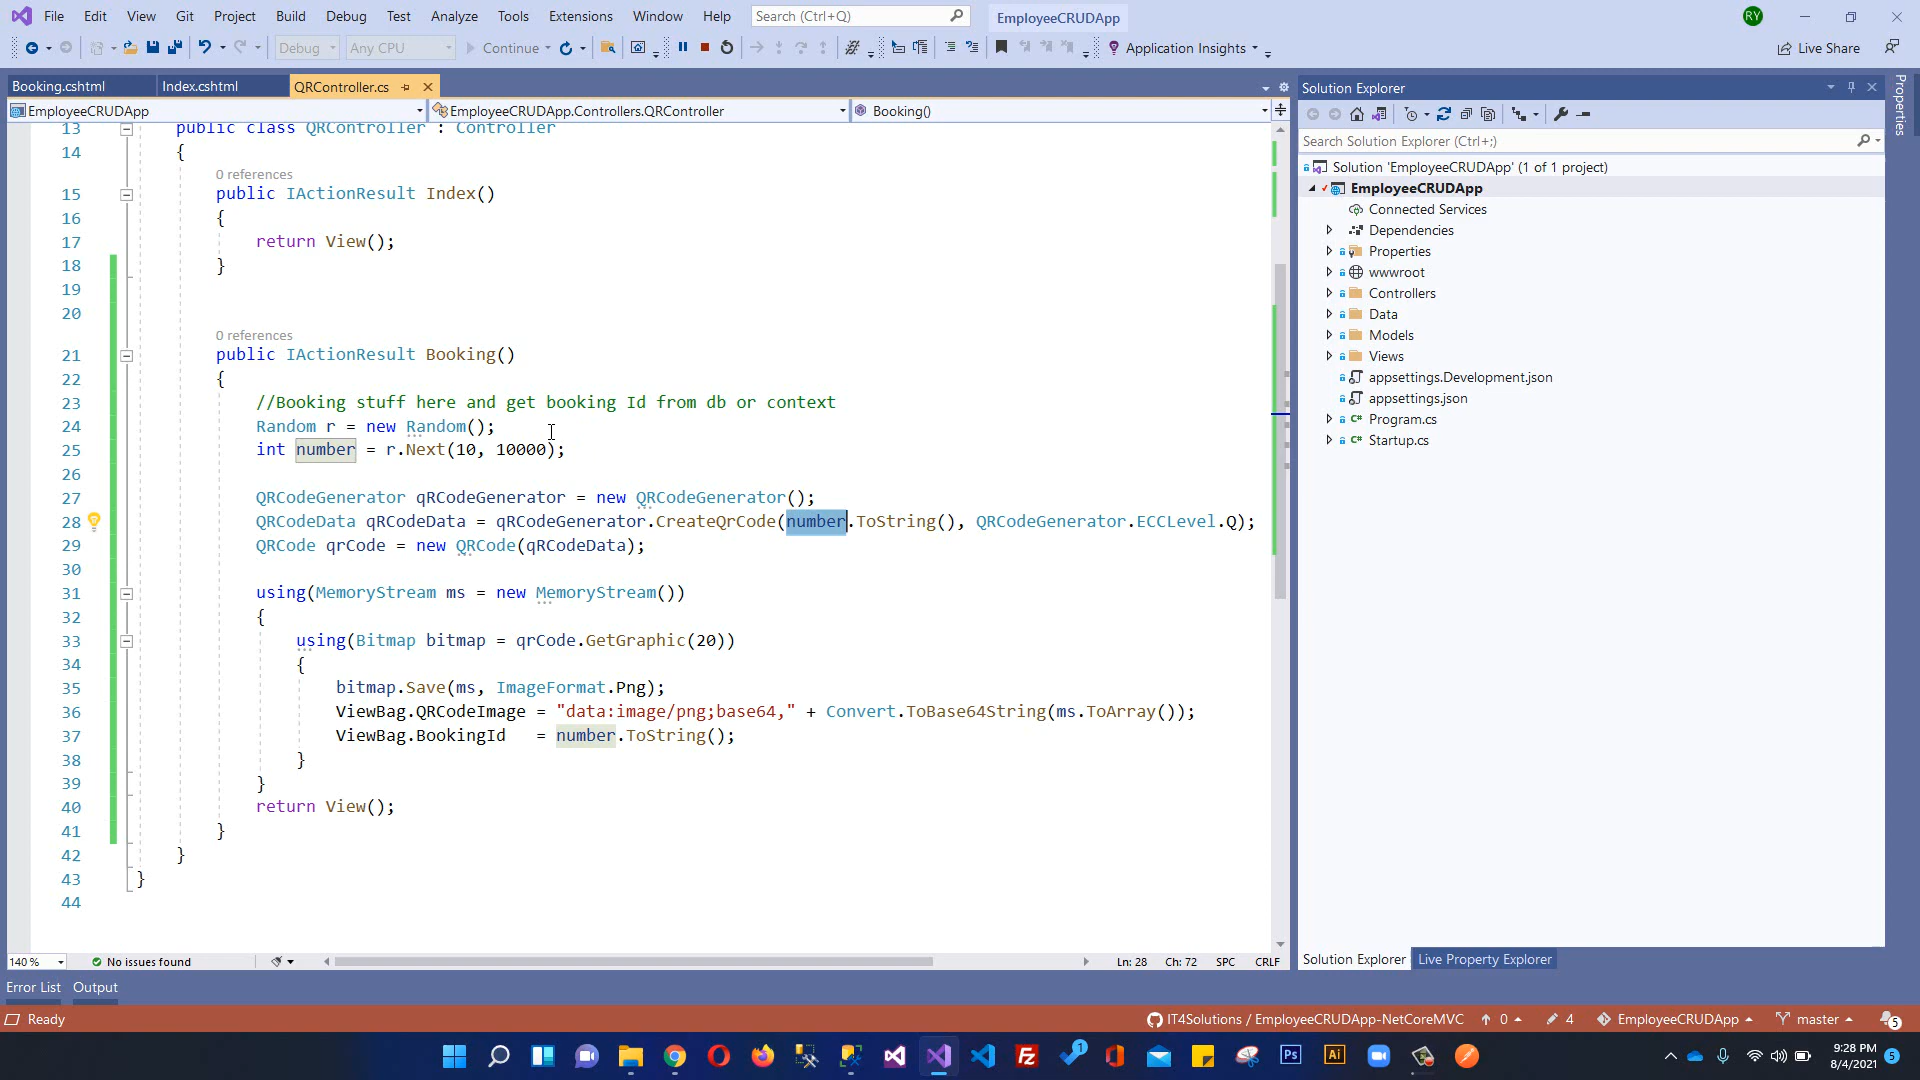 File Edit View Git Project Build Debug Test Analyze Tools Extensions Window Help Search (Ctrl+Q) EmployeeCRUDApp RY
Debug Any CPU Continue Application Insights Live Share
Booking.cshtml Index.cshtml QRController.cs
EmployeeCRUDApp EmployeeCRUDApp.Controllers.QRController Booking()
13 public class QRController : Controller
14 {
0 references
15 public IActionResult Index()
16 {
17 return View();
18 }
19
20
0 references
21 public IActionResult Booking()
22 {
23 //Booking stuff here and get booking Id from db or context
24 Random r = new Random();
25 int number = r.Next(10, 10000);
26
27 QRCodeGenerator qRCodeGenerator = new QRCodeGenerator();
28 QRCodeData qRCodeData = qRCodeGenerator.CreateQrCode(number.ToString(), QRCodeGenerator.ECCLevel.Q);
29 QRCode qrCode = new QRCode(qRCodeData);
30
31 using(MemoryStream ms = new MemoryStream())
32 {
33 using(Bitmap bitmap = qrCode.GetGraphic(20))
34 {
35 bitmap.Save(ms, ImageFormat.Png);
36 ViewBag.QRCodeImage = "data:image/png;base64," + Convert.ToBase64String(ms.ToArray());
37 ViewBag.BookingId = number.ToString();
38 }
39 }
40 return View();
41 }
42 }
43 }
44
140 % No issues found Ln: 28 Ch: 72 SPC CRLF
Solution Explorer
Search Solution Explorer (Ctrl+;)
Solution 'EmployeeCRUDApp' (1 of 1 project)
EmployeeCRUDApp
Connected Services
Dependencies
Properties
wwwroot
Controllers
Data
Models
Views
appsettings.Development.json
appsettings.json
C# Program.cs
C# Startup.cs
Solution Explorer Live Property Explorer
Properties
Error List Output
Ready IT4Solutions / EmployeeCRUDApp-NetCoreMVC 0 4 EmployeeCRUDApp master 5
1 Ps Ai 9:28 PM 5
8/4/2021